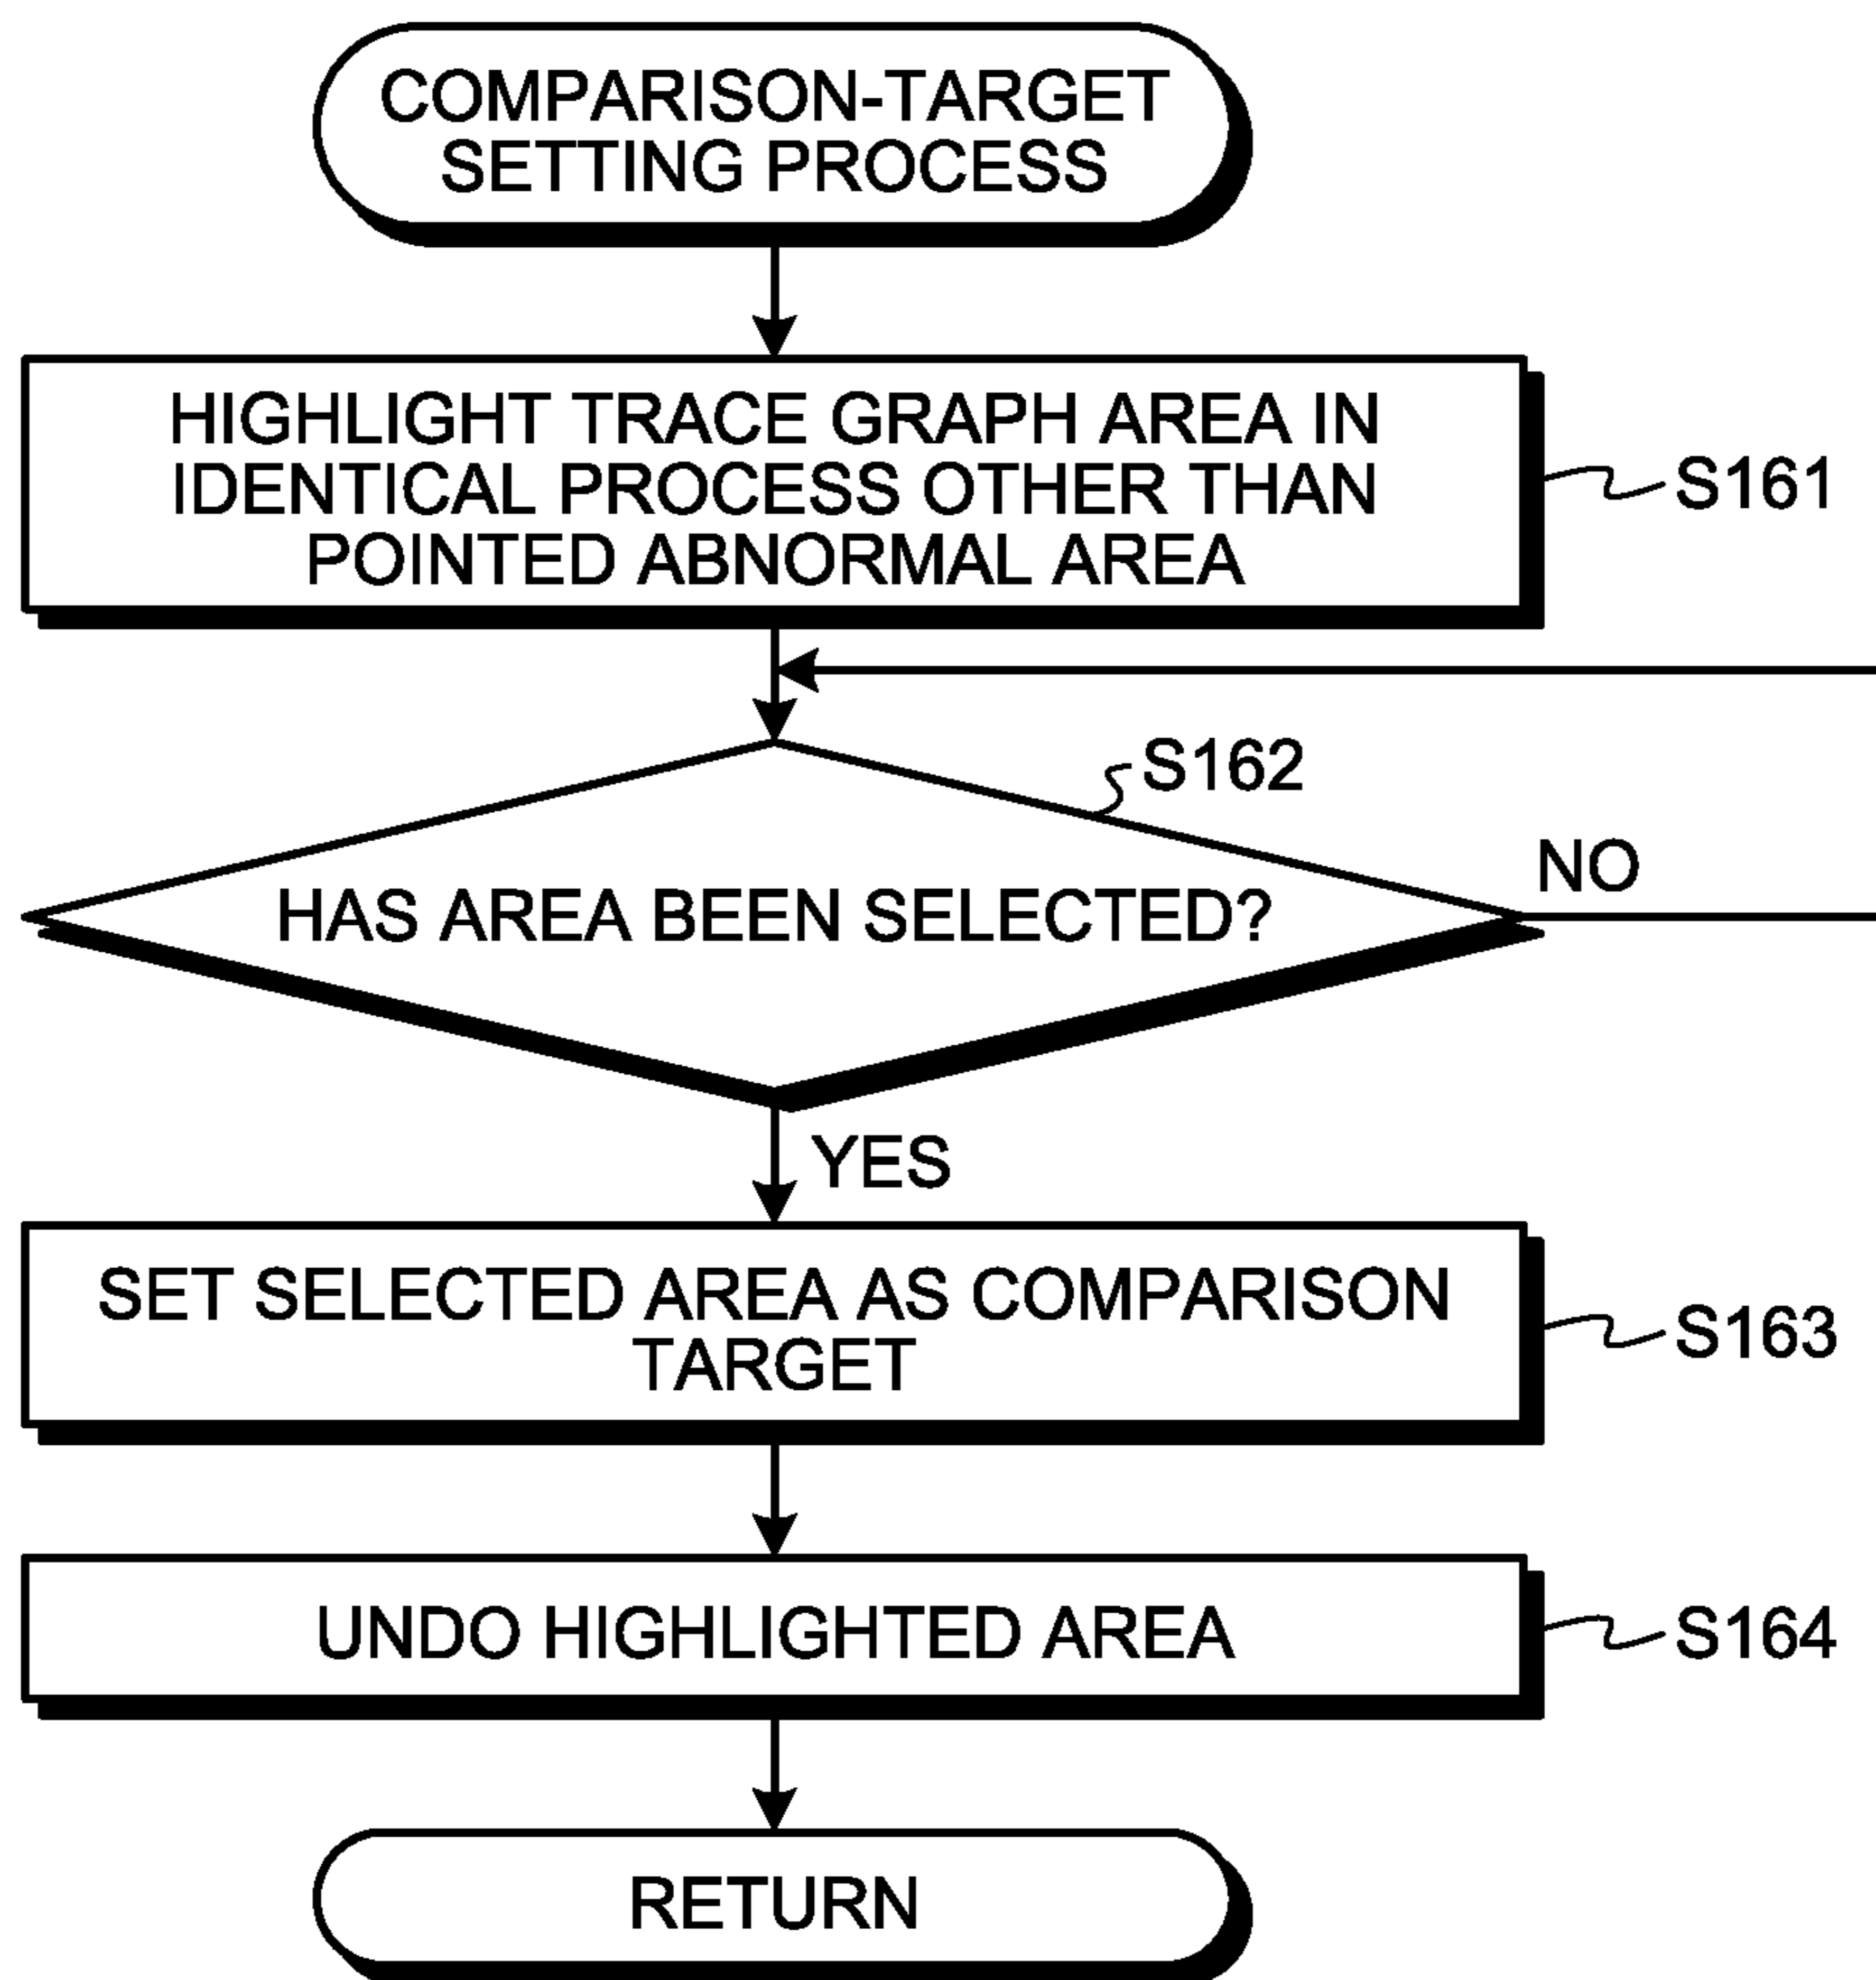 COMPARISON-TARGET
SETTING PROCESS
HIGHLIGHT TRACE GRAPH AREA IN
IDENTICAL PROCESS OTHER THAN
POINTED ABNORMAL AREA
S161
S162
HAS AREA BEEN SELECTED?
NO
YES
SET SELECTED AREA AS COMPARISON
TARGET
S163
UNDO HIGHLIGHTED AREA
S164
RETURN